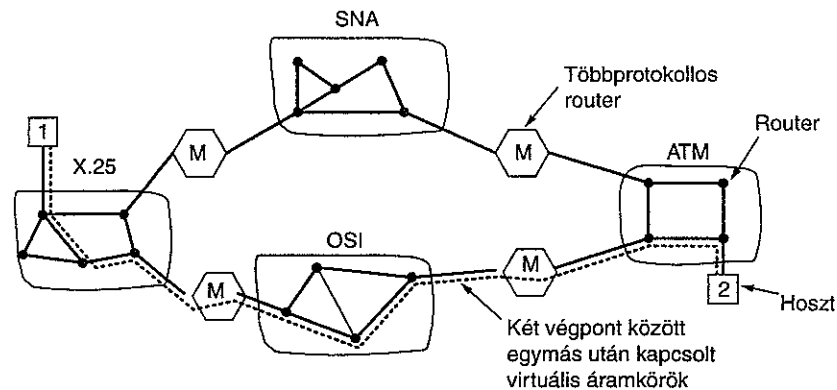 SNA
Többprotokollos
router
1
M
M
Router
X.25
ATM
OSI
M
M
2
Hoszt
Két végpont között
egymás után kapcsolt
virtuális áramkörök